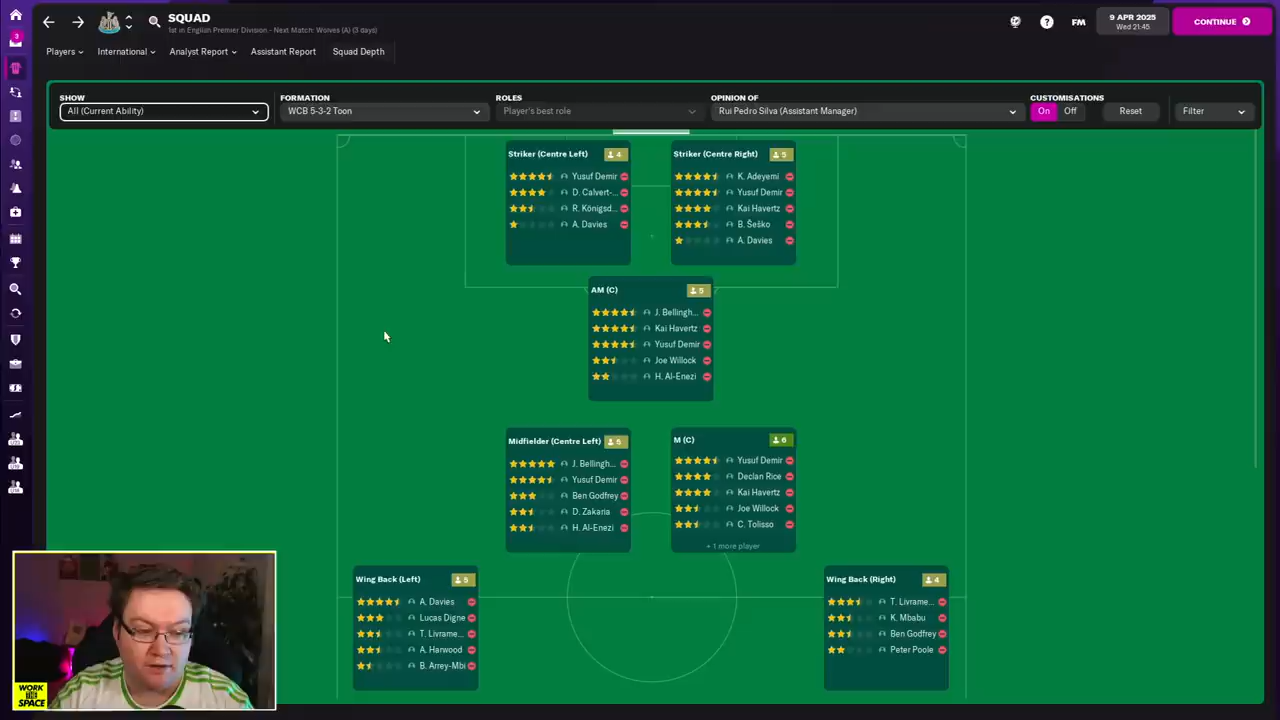 SQUAD
1st in English Premier Division - Next Match: Wolves (A) (3 days)
FM
9 APR 2025
Wed 21:45
CONTINUE
3
Players
International
Analyst Report
Assistant Report
Squad Depth
SHOW
All (Current Ability)
FORMATION
WCB 5-3-2 Toon
ROLES
Player's best role
OPINION OF
Rui Pedro Silva (Assistant Manager)
CUSTOMISATIONS
On
Off
Reset
Filter
Striker (Centre Left) 4
Yusuf Demir
D. Calvert-...
R. Königsd...
A. Davies
Striker (Centre Right) 5
K. Adeyemi
Yusuf Demir
Kai Havertz
B. Šeško
A. Davies
AM (C) 5
J. Bellingh...
Kai Havertz
Yusuf Demir
Joe Willock
H. Al-Enezi
Midfielder (Centre Left) 5
J. Bellingh...
Yusuf Demir
Ben Godfrey
D. Zakaria
H. Al-Enezi
M (C) 6
Yusuf Demir
Declan Rice
Kai Havertz
Joe Willock
C. Tolisso
+ 1 more player
Wing Back (Left) 5
A. Davies
Lucas Digne
T. Livrame...
A. Harwood
B. Arrey-Mbi
Wing Back (Right) 4
T. Livrame...
K. Mbabu
Ben Godfrey
Peter Poole
WORK
THE
SPACE